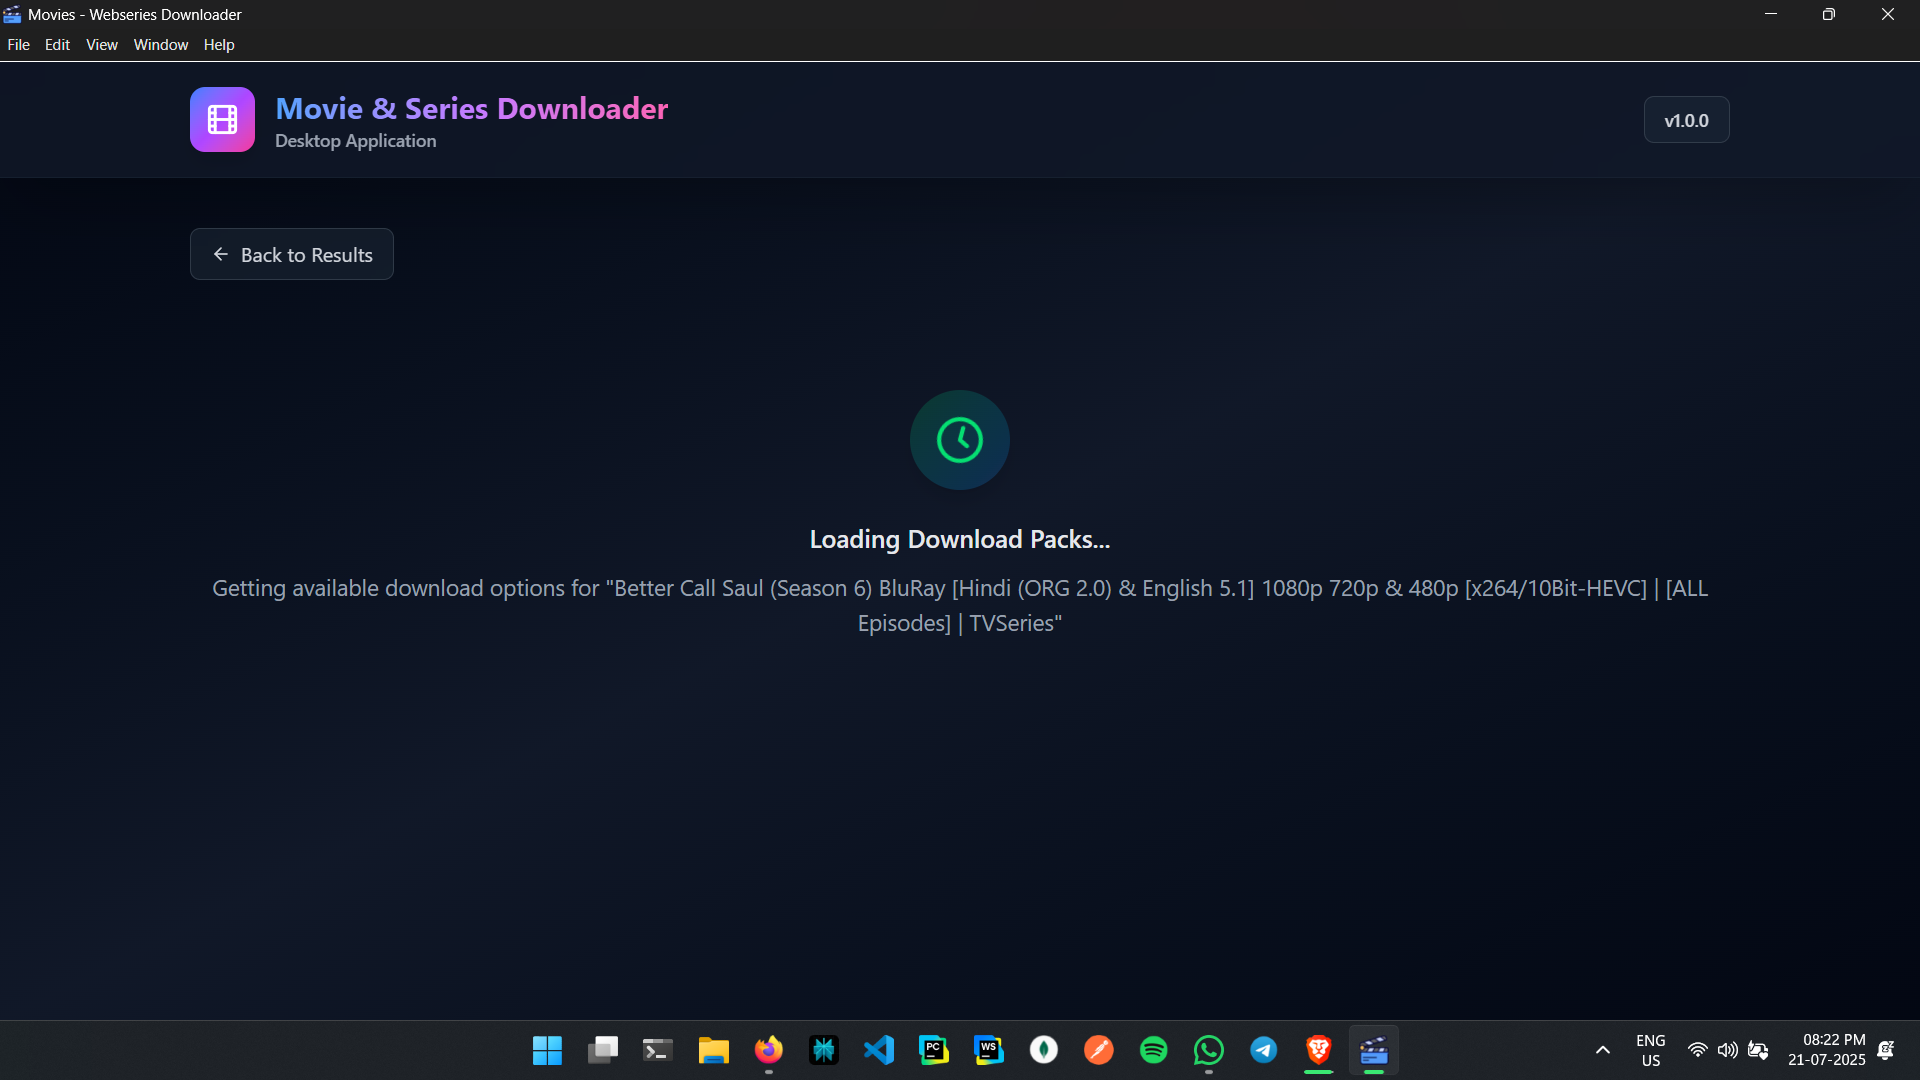 Movies - Webseries Downloader
File Edit View Window Help
Movie & Series Downloader
Desktop Application
v1.0.0
Back to Results
Loading Download Packs...
Getting available download options for "Better Call Saul (Season 6) BluRay [Hindi (ORG 2.0) & English 5.1] 1080p 720p & 480p [x264/10Bit-HEVC] | [ALL
Episodes] | TVSeries"
PC
WS
ENG
US
08:22 PM
21-07-2025